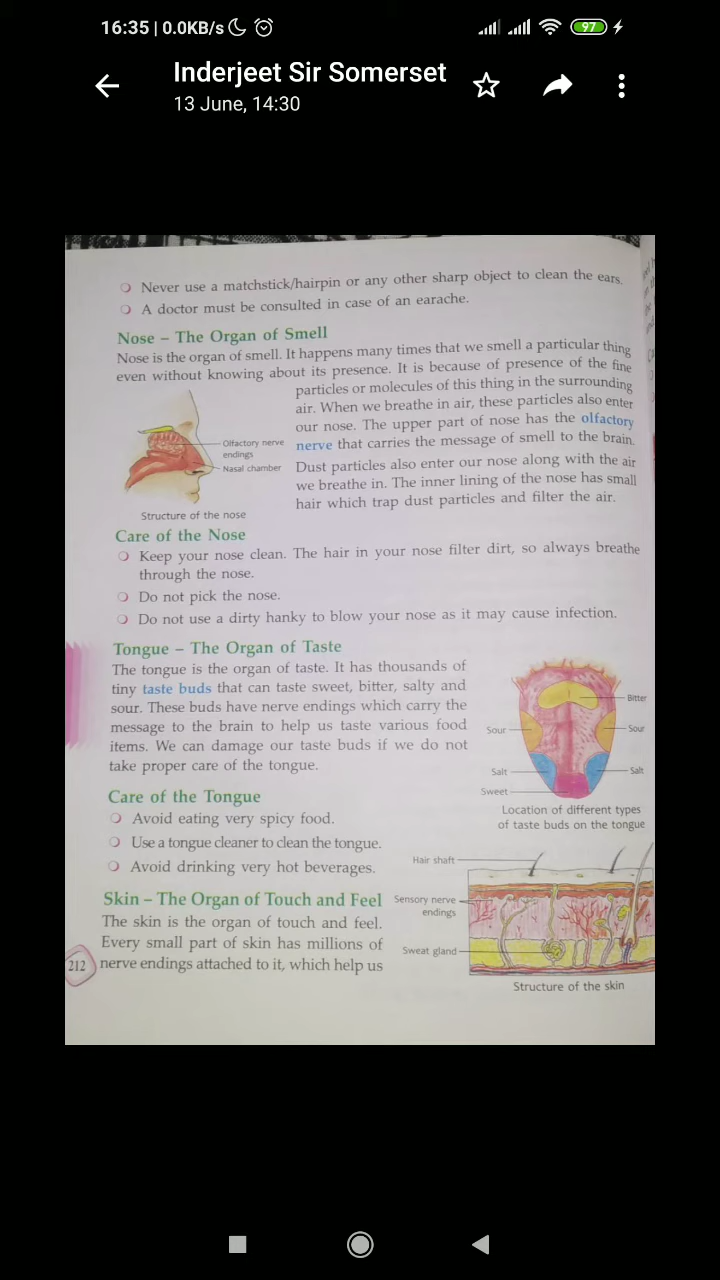 16:35 | 0.0KB/s
97
Inderjeet Sir Somerset
13 June, 14:30
Never use a matchstick/hairpin or any other sharp object to clean the ears.
A doctor must be consulted in case of an earache.
Nose – The Organ of Smell
Nose is the organ of smell. It happens many times that we smell a particular thing
even without knowing about its presence. It is because of presence of the fine
particles or molecules of this thing in the surrounding
air. When we breathe in air, these particles also enter
our nose. The upper part of nose has the olfactory
nerve that carries the message of smell to the brain.
Dust particles also enter our nose along with the air
we breathe in. The inner lining of the nose has small
hair which trap dust particles and filter the air.
Olfactory nerve
endings
Nasal chamber
Structure of the nose
Care of the Nose
Keep your nose clean. The hair in your nose filter dirt, so always breathe
through the nose.
Do not pick the nose.
Do not use a dirty hanky to blow your nose as it may cause infection.
Tongue – The Organ of Taste
The tongue is the organ of taste. It has thousands of
tiny taste buds that can taste sweet, bitter, salty and
sour. These buds have nerve endings which carry the
message to the brain to help us taste various food
items. We can damage our taste buds if we do not
take proper care of the tongue.
Bitter
Sour
Sour
Salt
Salt
Sweet
Location of different types
of taste buds on the tongue
Care of the Tongue
Avoid eating very spicy food.
Use a tongue cleaner to clean the tongue.
Avoid drinking very hot beverages.
Skin – The Organ of Touch and Feel
The skin is the organ of touch and feel.
Every small part of skin has millions of
nerve endings attached to it, which help us
Hair shaft
Sensory nerve
endings
Sweat gland
Structure of the skin
212